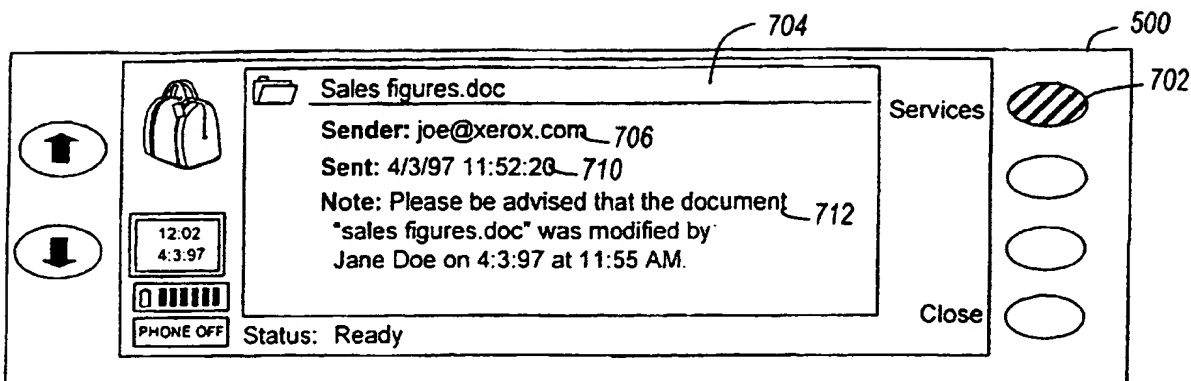 704
500
Sales figures.doc
Services
702
Sender: joe@xerox.com
706
Sent: 4/3/97 11:52:20
710
Note: Please be advised that the document
712
"sales figures.doc" was modified by
Jane Doe on 4:3:97 at 11:55 AM.
12:02
4:3:97
PHONE OFF
Status: Ready
Close